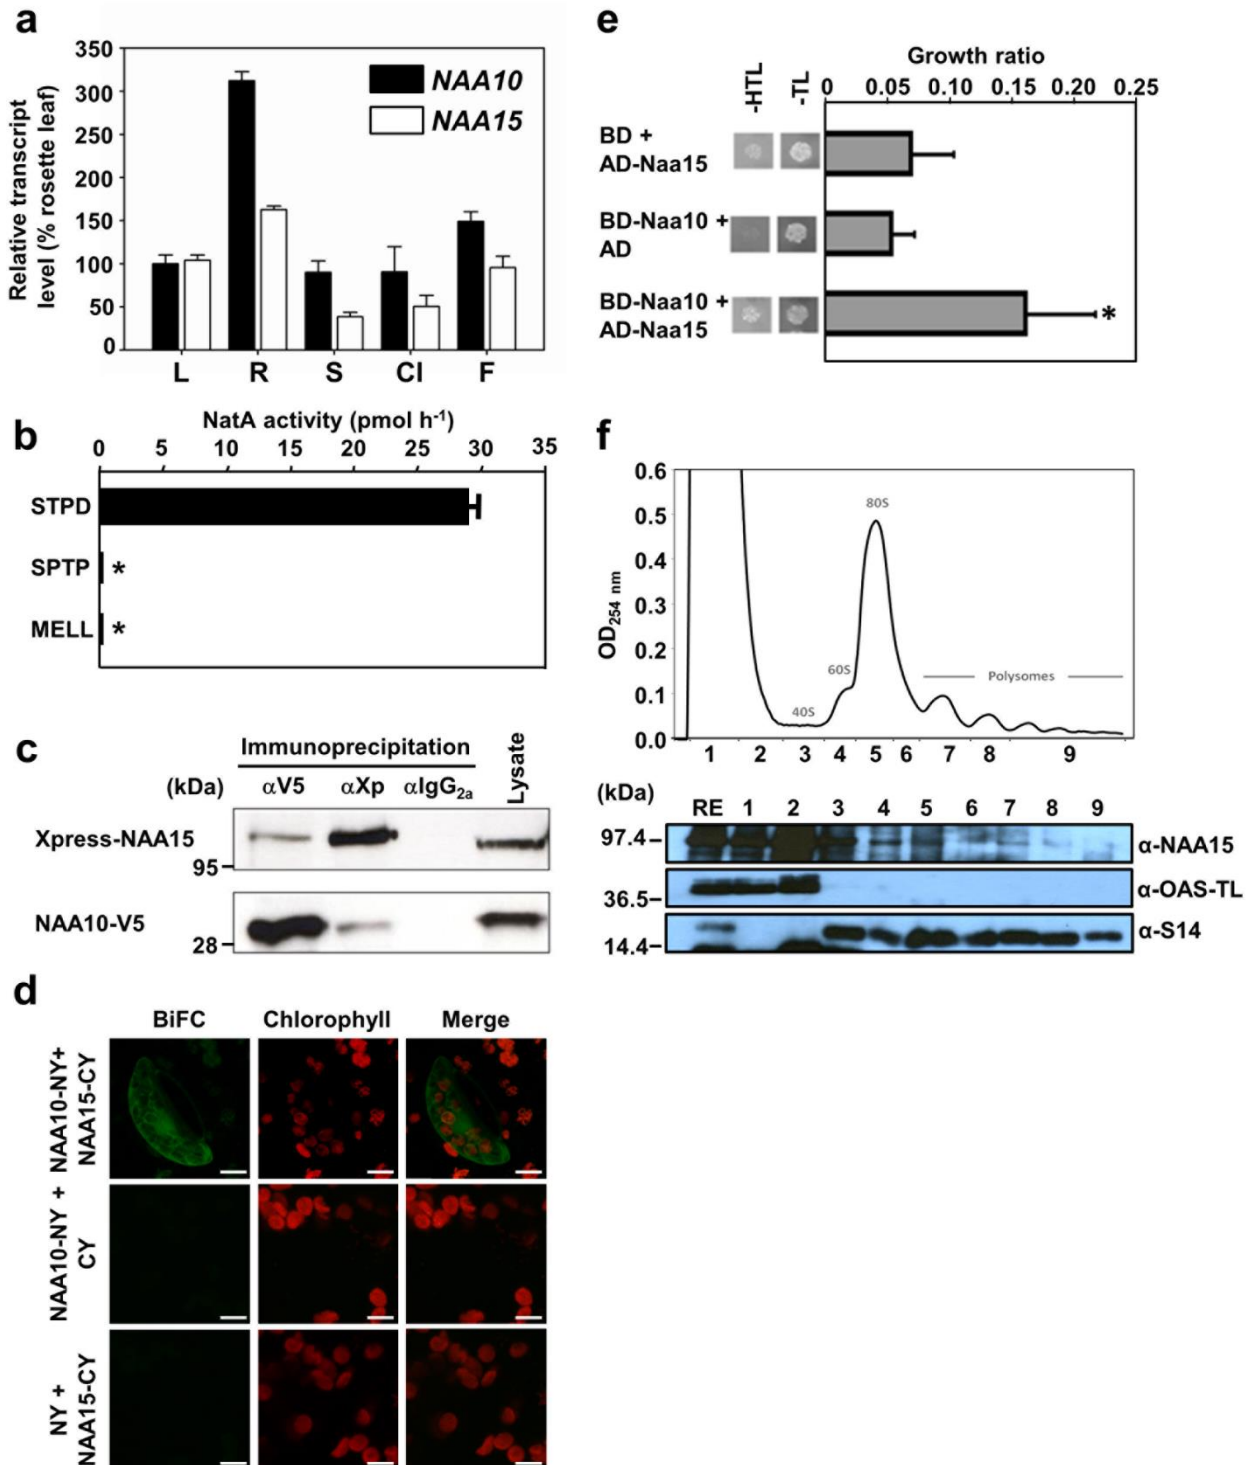 a
350
300
250
200
150
100
50
0
Relative transcript
level (% rosette leaf)
NAA10
NAA15
L R S Cl F
b
NatA activity (pmol h-1)
0 5 10 15 20 25 30 35
STPD
SPTP *
MELL *
c
Immunoprecipitation
(kDa) αV5 αXp αIgG2a Lysate
Xpress-NAA15
95
NAA10-V5
28
d
BiFC Chlorophyll Merge
NAA10-NY+
NAA15-CY
NAA10-NY +
CY
NY +
NAA15-CY
e
Growth ratio
-HTL -TL 0 0.05 0.10 0.15 0.20 0.25
BD +
AD-Naa15
BD-Naa10 +
AD
BD-Naa10 +
AD-Naa15
*
f
0.6
0.5
0.4
0.3
0.2
0.1
0.0
OD254 nm
80S
60S
40S
Polysomes
1 2 3 4 5 6 7 8 9
(kDa) RE 1 2 3 4 5 6 7 8 9
97.4 α-NAA15
36.5 α-OAS-TL
14.4 α-S14